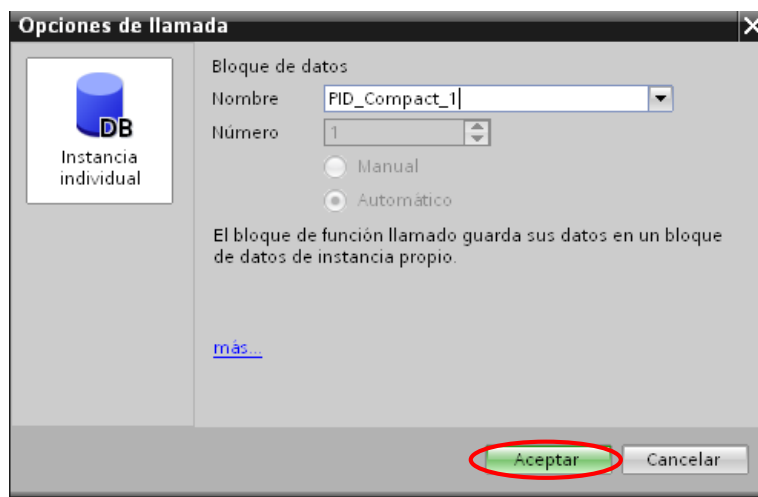 Opciones de llamada
X
DB
Instancia
individual
Bloque de datos
Nombre PID_Compact_1
Número 1
Manual
Automático
El bloque de función llamado guarda sus datos en un bloque
de datos de instancia propio.
más...
Aceptar Cancelar